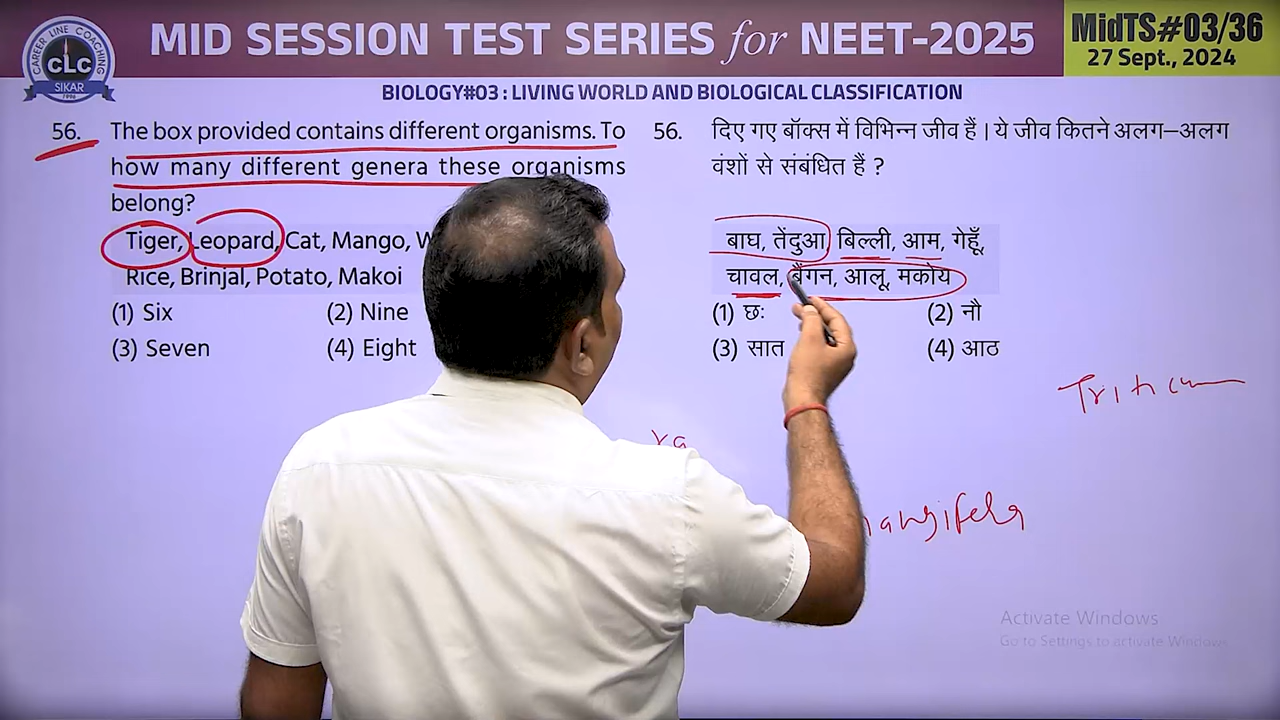 CAREER LINE COACHING
CLC
SIKAR
1996
MID SESSION TEST SERIES for NEET-2025
MidTS#03/36
27 Sept., 2024
BIOLOGY#03 : LIVING WORLD AND BIOLOGICAL CLASSIFICATION
56. The box provided contains different organisms. To
how many different genera these organisms
belong?
Tiger, Leopard, Cat, Mango, W
Rice, Brinjal, Potato, Makoi
(1) Six (2) Nine
(3) Seven (4) Eight
56. दिए गए बॉक्स में विभिन्न जीव हैं। ये जीव कितने अलग–अलग
वंशों से संबंधित हैं ?
बाघ, तेंदुआ, बिल्ली, आम, गेहूँ,
चावल, बैंगन, आलू, मकोय
(1) छः (2) नौ
(3) सात (4) आठ
Triticum
angifera
Activate Windows
Go to Settings to activate Windows.